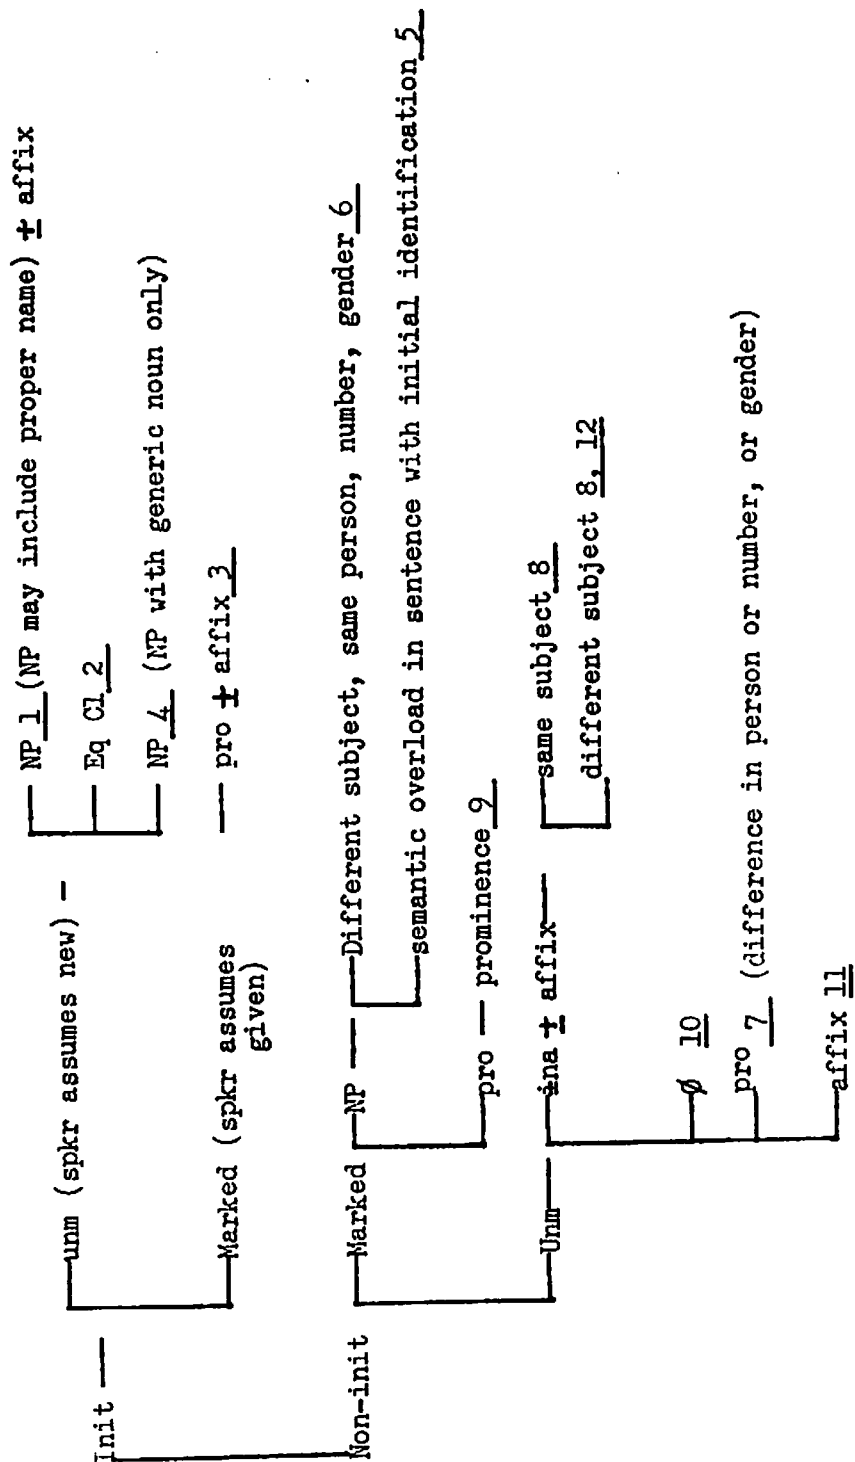 NP 1 (NP may include proper name) ± affix
unm (spkr assumes new)
Eq Cl 2
NP 4 (NP with generic noun only)
Init
Marked (spkr assumes given)
pro ± affix 3
Different subject, same person, number, gender 6
NP
Marked
semantic overload in sentence with initial identification 5
pro
prominence 9
Non-init
same subject 8
ɨna ± affix
different subject 8, 12
Unm
ø 10
pro 7 (difference in person or number, or gender)
affix 11